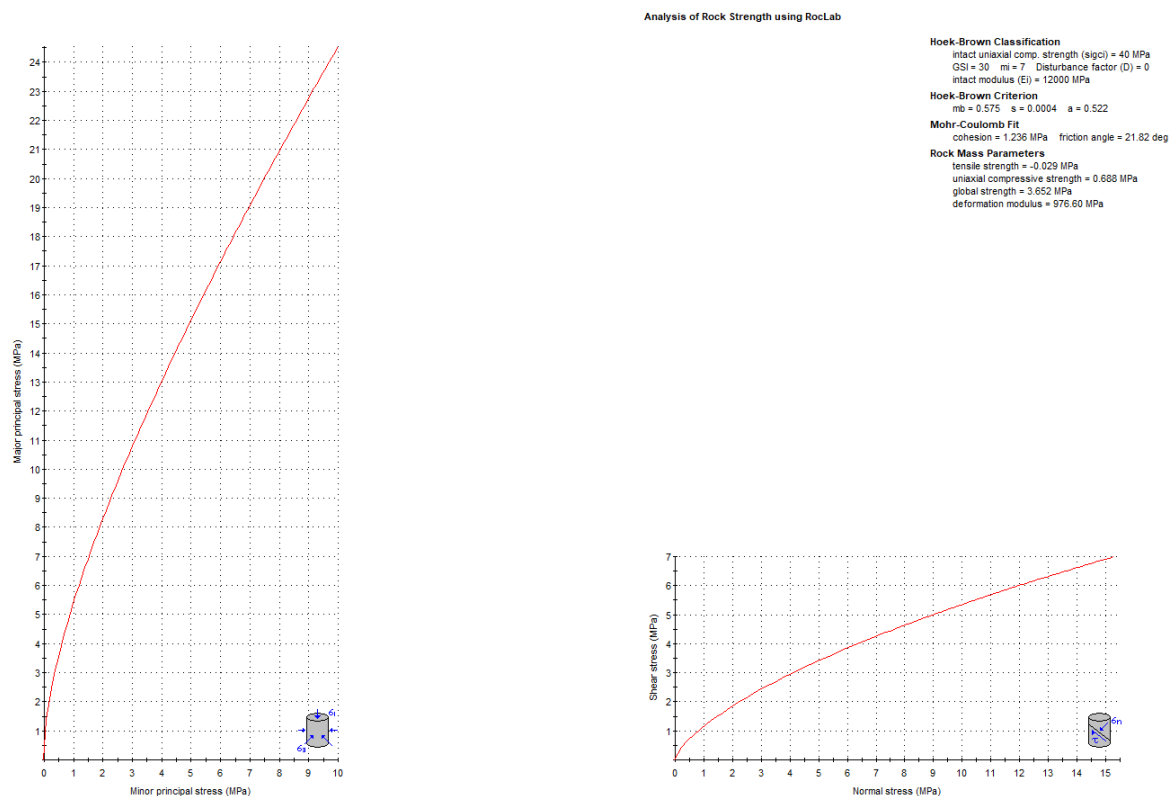 Analysis of Rock Strength using RocLab
Hoek-Brown Classification
intact uniaxial comp. strength (sigci) = 40 MPa
GSI = 30 mi = 7 Disturbance factor (D) = 0
intact modulus (Ei) = 12000 MPa
Hoek-Brown Criterion
mb = 0.575 s = 0.0004 a = 0.522
Mohr-Coulomb Fit
cohesion = 1.236 MPa friction angle = 21.82 deg
Rock Mass Parameters
tensile strength = -0.029 MPa
uniaxial compressive strength = 0.688 MPa
global strength = 3.652 MPa
deformation modulus = 976.60 MPa
Major principal stress (MPa)
24
23
22
21
20
19
18
17
16
15
14
13
12
11
10
9
8
7
6
5
4
3
2
1
σ1
σ3
0 1 2 3 4 5 6 7 8 9 10
Minor principal stress (MPa)
Shear stress (MPa)
7
6
5
4
3
2
1
σn
τ
0 1 2 3 4 5 6 7 8 9 10 11 12 13 14 15
Normal stress (MPa)